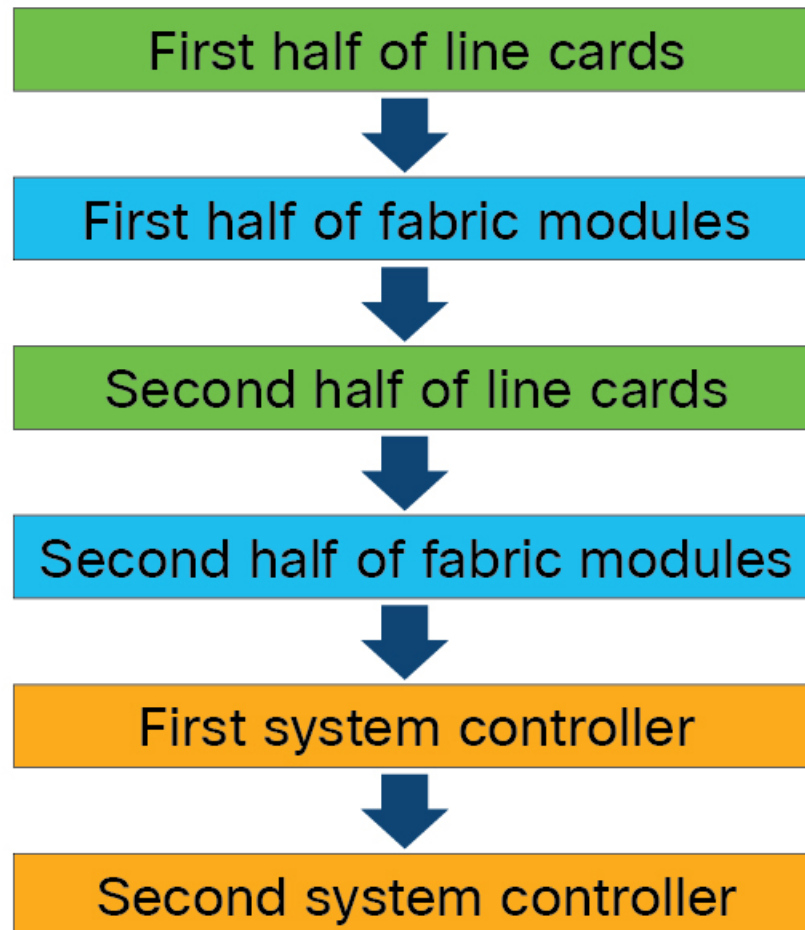 First half of line cards
First half of fabric modules
Second half of line cards
Second half of fabric modules
First system controller
Second system controller